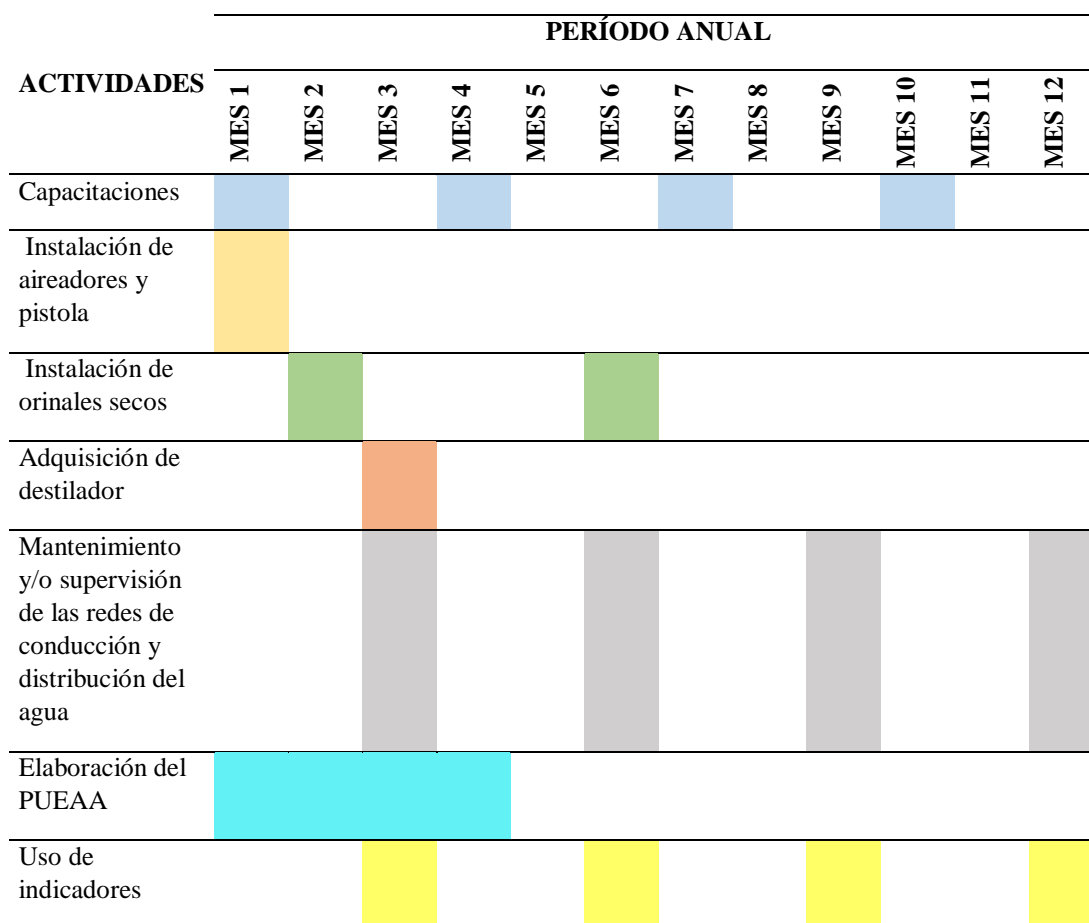 PERÍODO ANUAL
ACTIVIDADES
MES 1
MES 2
MES 3
MES 4
MES 5
MES 6
MES 7
MES 8
MES 9
MES 10
MES 11
MES 12
Capacitaciones
Instalación de
aireadores y
pistola
Instalación de
orinales secos
Adquisición de
destilador
Mantenimiento
y/o supervisión
de las redes de
conducción y
distribución del
agua
Elaboración del
PUEAA
Uso de
indicadores